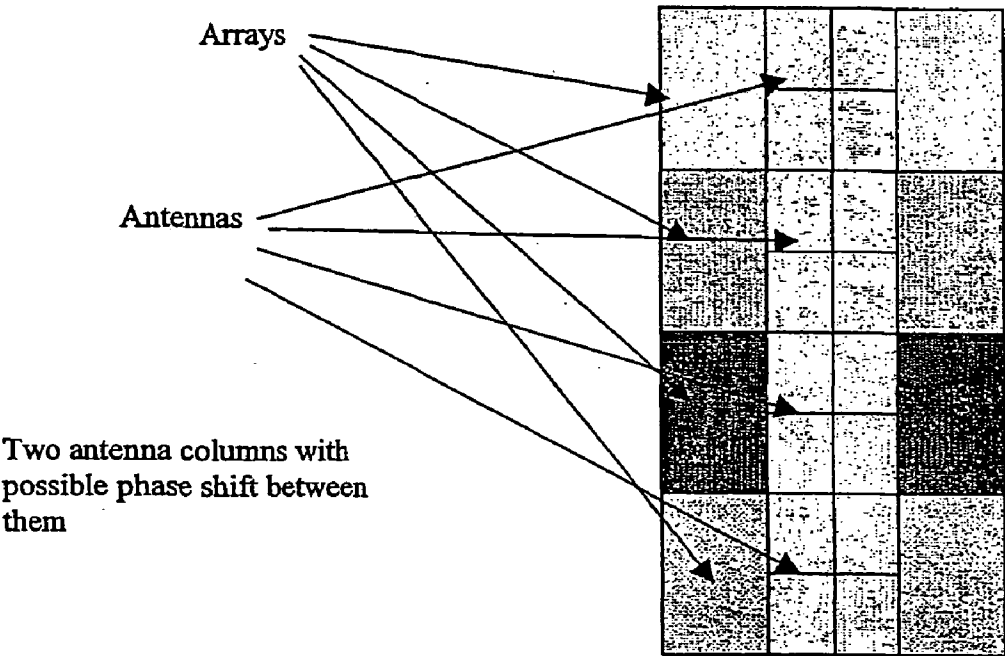 Arrays
Antennas
Two antenna columns with
possible phase shift between
them